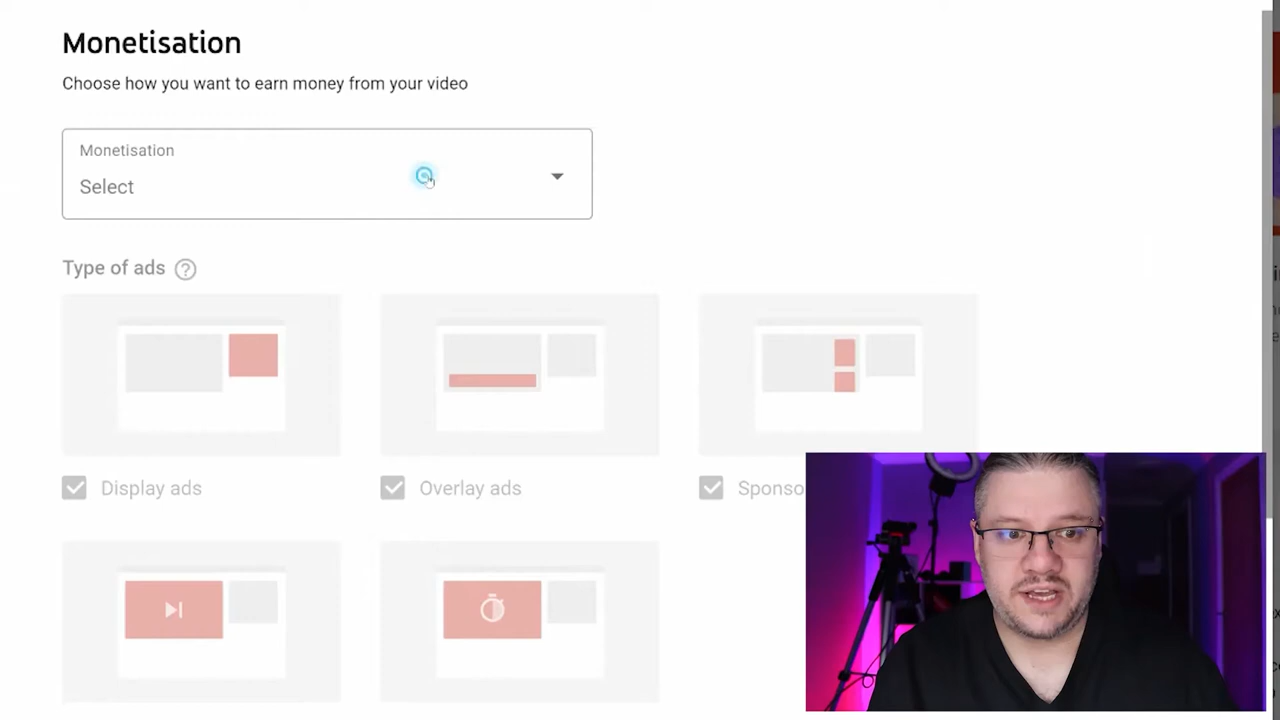 Monetisation
Choose how you want to earn money from your video
Monetisation
Select
Type of ads ?
Display ads
Overlay ads
Sponso